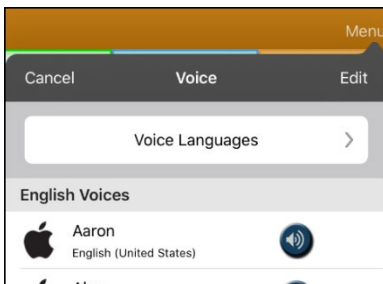 Menu
Cancel Voice Edit
Voice Languages
English Voices
Aaron
English (United States)